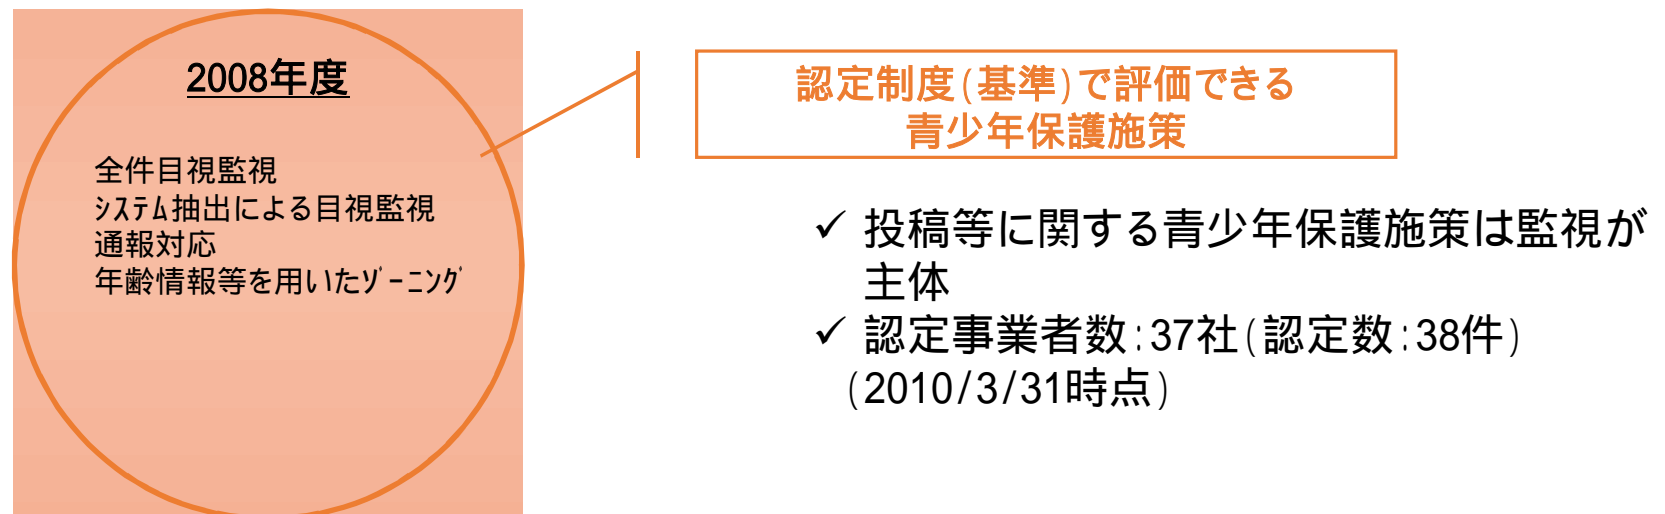 2008年度
全件目視監視
ｼｽﾃﾑ抽出による目視監視
通報対応
年齢情報等を用いたｿﾞｰﾆﾝｸﾞ
認定制度(基準)で評価できる
青少年保護施策
✓ 投稿等に関する青少年保護施策は監視が
主体
✓ 認定事業者数:37社(認定数:38件)
(2010/3/31時点)